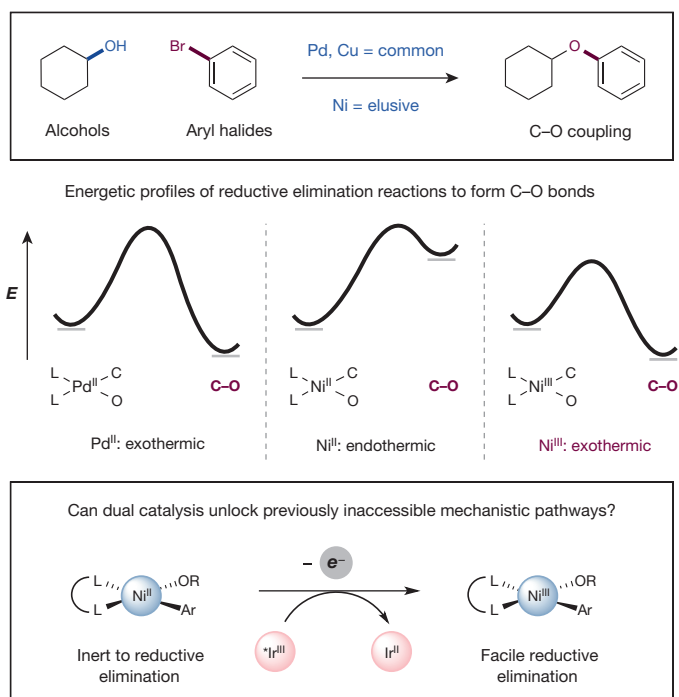 OH
Br
Pd, Cu = common
O
Ni = elusive
Alcohols
Aryl halides
C–O coupling
Energetic profiles of reductive elimination reactions to form C–O bonds
E
L
C
Pd^II
L
O
C–O
L
C
Ni^II
L
O
C–O
L
C
Ni^III
L
O
C–O
Pd^II: exothermic
Ni^II: endothermic
Ni^III: exothermic
Can dual catalysis unlock previously inaccessible mechanistic pathways?
L
Ni^II
OR
L
Ar
– e⁻
L
Ni^III
OR
L
Ar
Inert to reductive
elimination
*Ir^III
Ir^II
Facile reductive
elimination